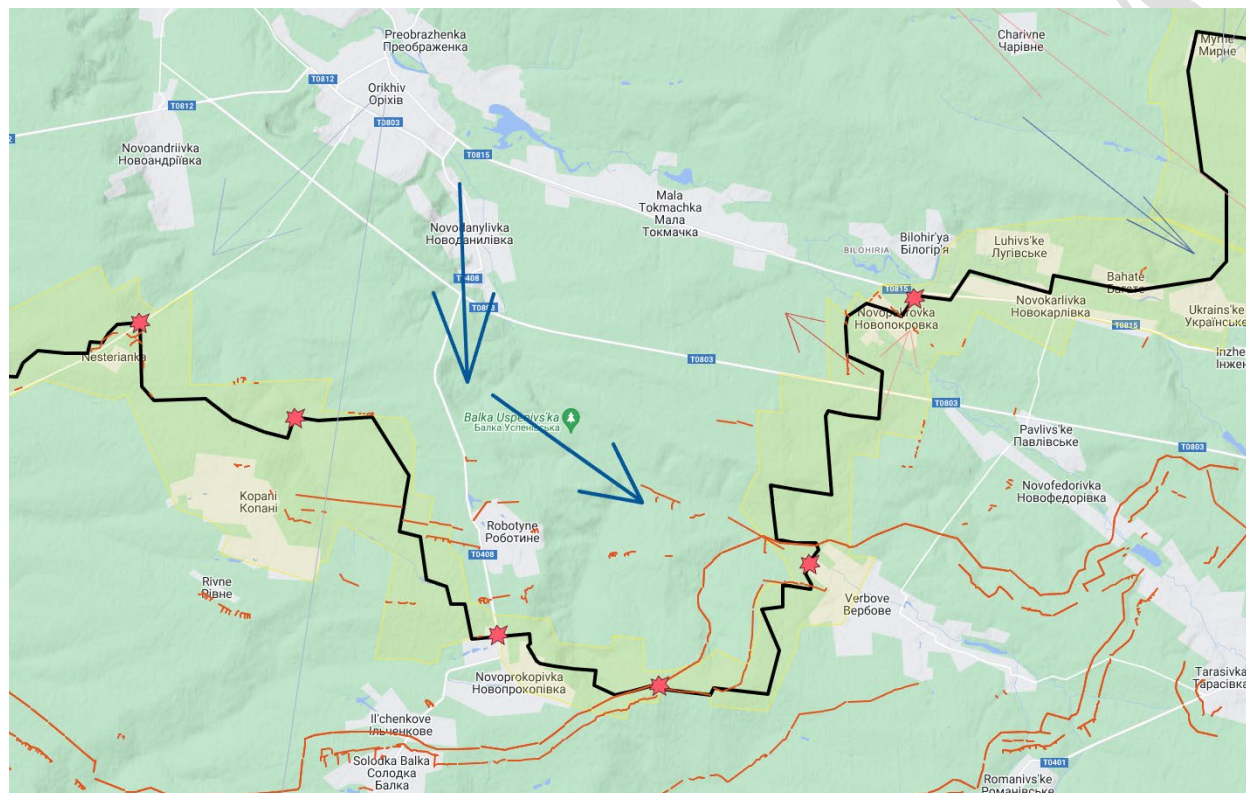 Preobrazhenka
Преображенка
Charivne
Чарівне
Myrne
Мирне
T0812
T0812
Orikhiv
Оріхів
T0803
T0815
Novoandriivka
Новоандріївка
Mala
Tokmachka
Мала
Токмачка
Novodanylivka
Новоданилівка
BILOHIRIA
Bilohir'ya
Білогір'я
Luhivs'ke
Лугівське
T0408
T0803
T0815
Bahate
Багате
Novopokrovka
Новопокровка
Novokarlivka
Новокарлівка
T0815
Ukrains'ke
Українське
Nesterianka
T0803
Inzhe
Інжен
Balka Uspenivs'ka
Балка Успенівська
T0803
Pavlivs'ke
Павлівське
T0803
Kopani
Копані
Novofedorivka
Новофедорівка
Robotyne
Роботине
T0408
Rivne
Рівне
Verbove
Вербове
Novoprokopivka
Новопрокопівка
Tarasivka
Тарасівка
Il'chenkove
Ільченкове
Solodka Balka
Солодка
Балка
T0401
Romanivs'ke
Романівське